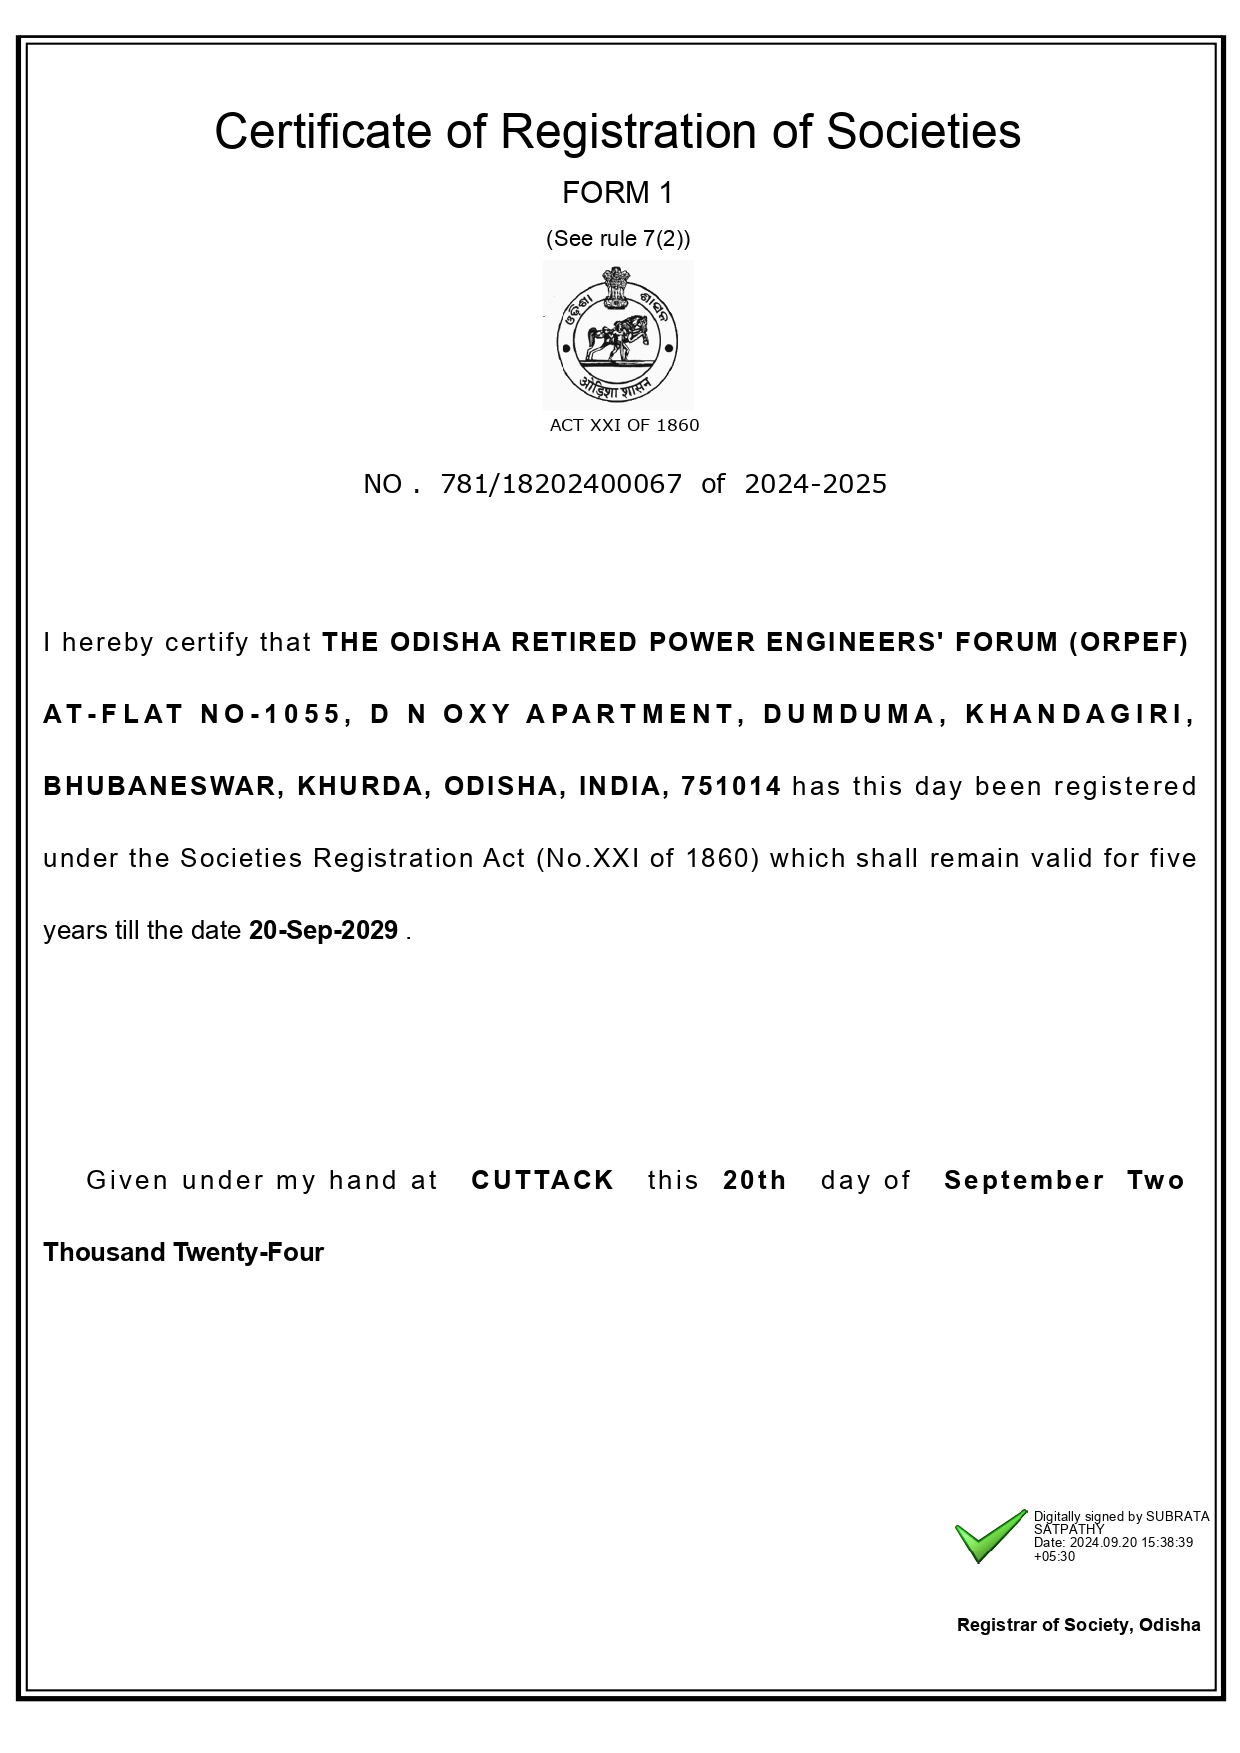 Certificate of Registration of Societies
FORM 1
(See rule 7(2))
ଓଡ଼ିଶା ଶାସନ
ओड़िशा शासन
ACT XXI OF 1860
NO . 781/18202400067 of 2024-2025
I hereby certify that THE ODISHA RETIRED POWER ENGINEERS' FORUM (ORPEF)
AT-FLAT NO-1055, D N OXY APARTMENT, DUMDUMA, KHANDAGIRI,
BHUBANESWAR, KHURDA, ODISHA, INDIA, 751014 has this day been registered
under the Societies Registration Act (No.XXI of 1860) which shall remain valid for five
years till the date 20-Sep-2029 .
Given under my hand at CUTTACK this 20th day of September Two
Thousand Twenty-Four
Digitally signed by SUBRATA
SATPATHY
Date: 2024.09.20 15:38:39
+05:30
Registrar of Society, Odisha